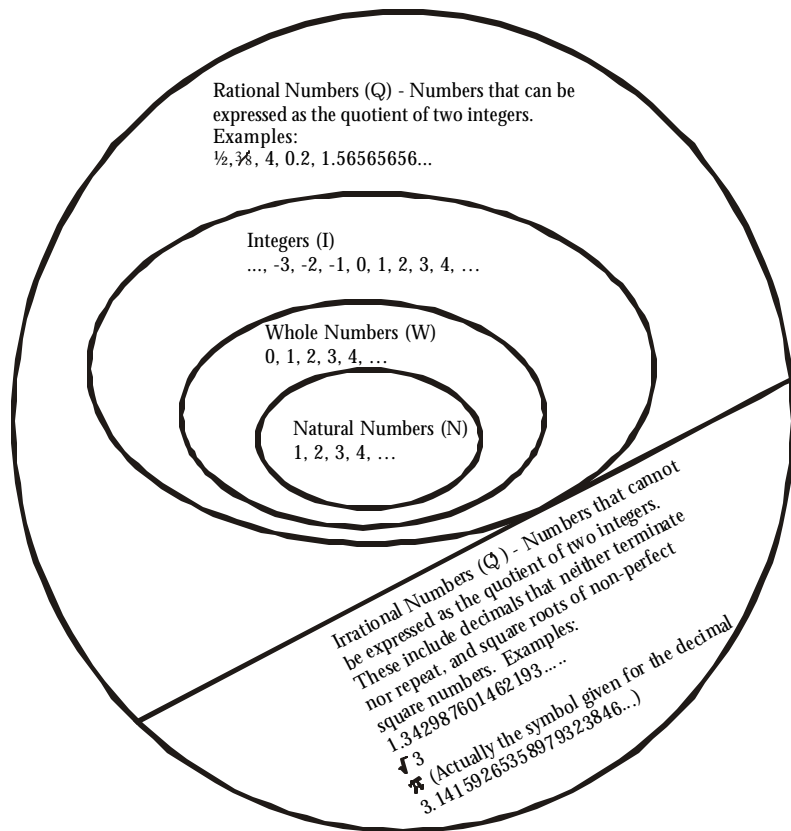 Rational Numbers (Q) - Numbers that can be
expressed as the quotient of two integers.
Examples:
½, ⅜, 4, 0.2, 1.56565656...
Integers (I)
..., -3, -2, -1, 0, 1, 2, 3, 4, …
Whole Numbers (W)
0, 1, 2, 3, 4, …
Natural Numbers (N)
1, 2, 3, 4, …
Irrational Numbers (Q) - Numbers that cannot
be expressed as the quotient of two integers.
These include decimals that neither terminate
nor repeat, and square roots of non-perfect
square numbers. Examples:
1.342987601462193.....
√3
π (Actually the symbol given for the decimal
3.14159265358979323846...)